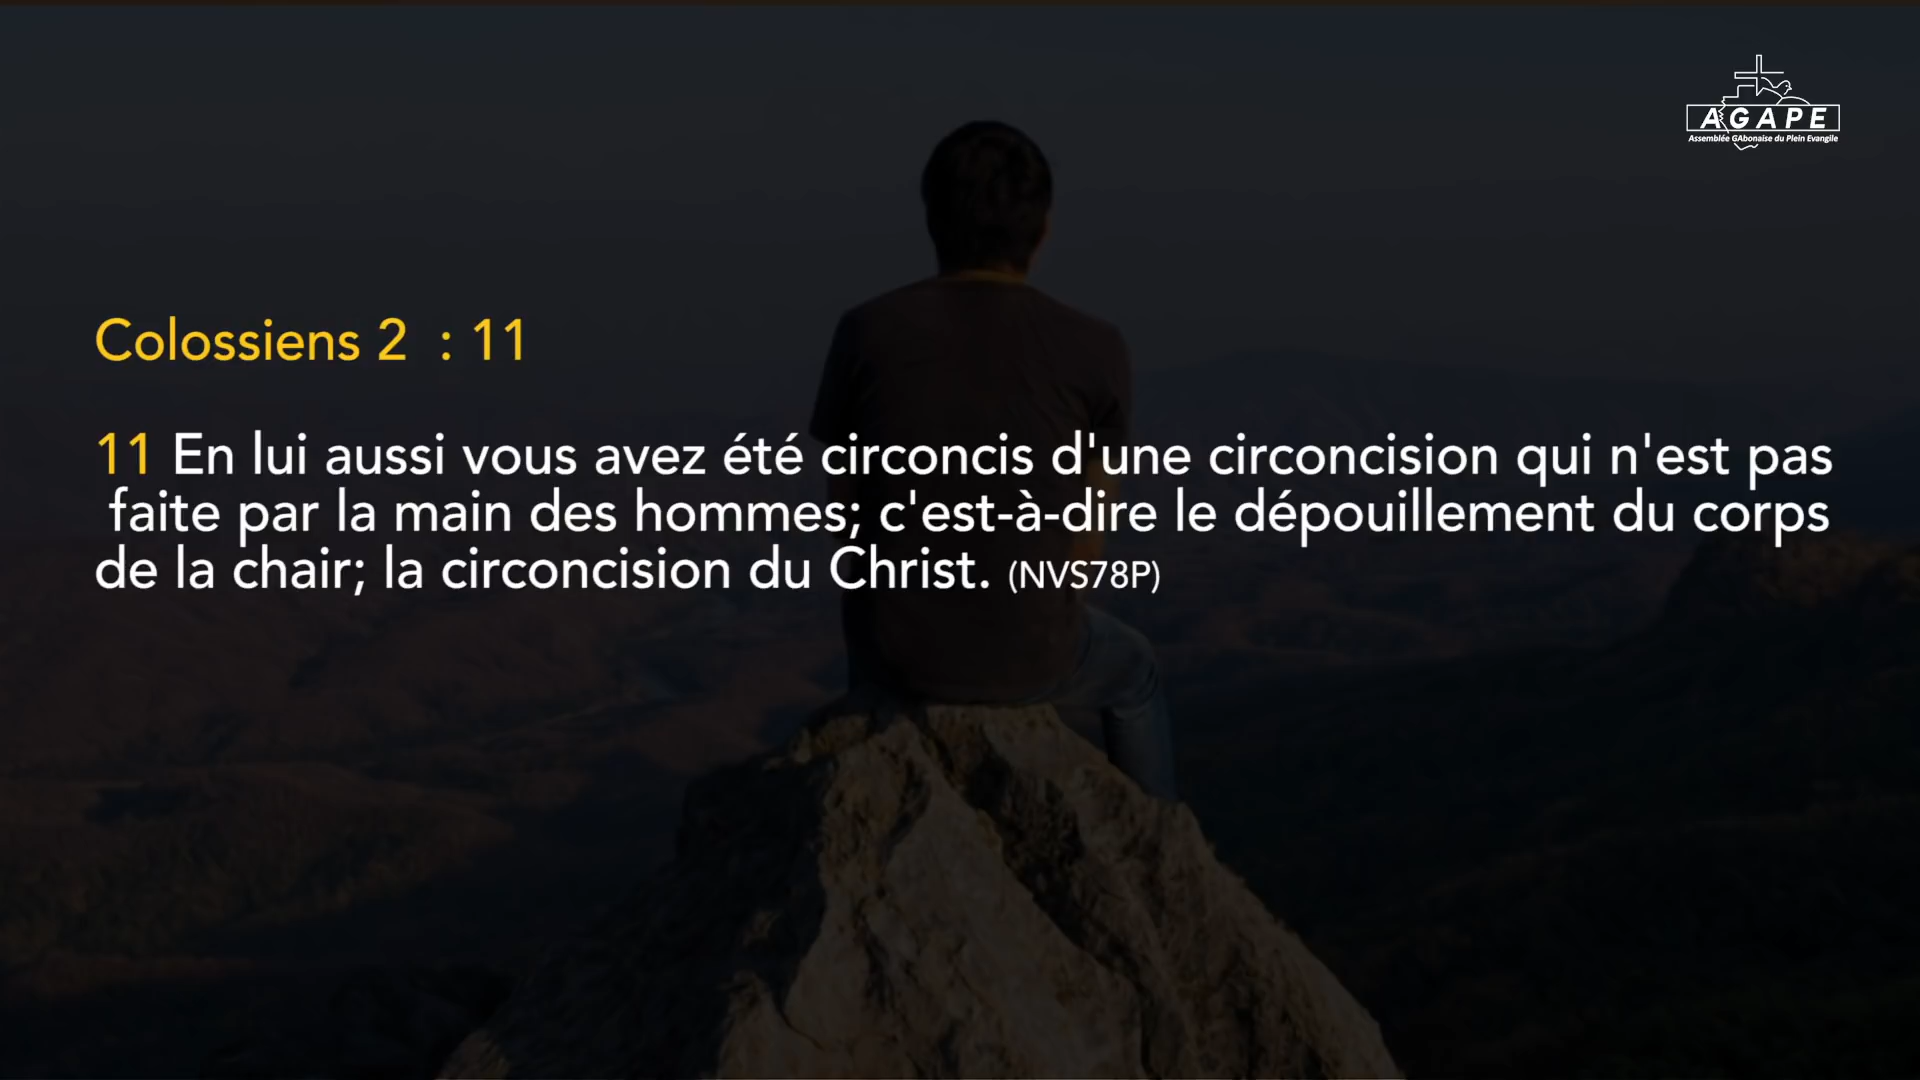 AGAPE
Assemblée GAbonaise du Plein Evangile
Colossiens 2  : 11
11 En lui aussi vous avez été circoncis d'une circoncision qui n'est pas
faite par la main des hommes; c'est-à-dire le dépouillement du corps
de la chair; la circoncision du Christ. (NVS78P)